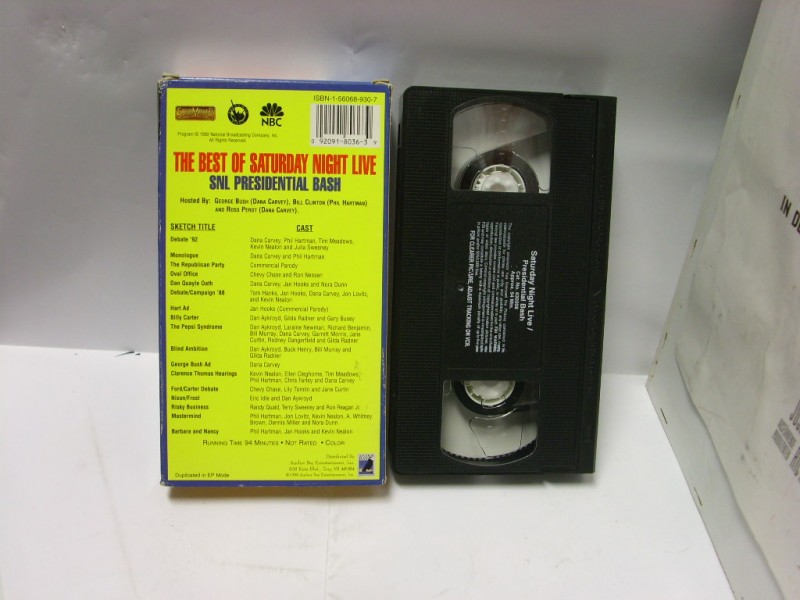 ISBN-1-56068-930-7
NBC
Program © National Broadcasting Company, Inc.
All Rights Reserved
0 92091-8036-3 9
THE BEST OF SATURDAY NIGHT LIVE
SNL PRESIDENTIAL BASH
Hosted By: George Bush (Dana Carvey), Bill Clinton (Phil Hartman)
and Ross Perot (Dana Carvey).
SKETCH TITLE CAST
Debate '92 Dana Carvey, Phil Hartman, Tim Meadows,
Kevin Nealon and Julia Sweeney
Monologue Dana Carvey and Phil Hartman
The Republican Party Commercial Parody
Oval Office Chevy Chase and Ron Nessen
Dan Quayle Oath Dana Carvey, Jan Hooks and Nora Dunn
Debate/Campaign '88 Tom Hanks, Jan Hooks, Dana Carvey, Jon Lovitz,
and Kevin Nealon
Hart Ad Jan Hooks (Commercial Parody)
Billy Carter Dan Aykroyd, Gilda Radner and Gary Busey
The Pepsi Syndrome Dan Aykroyd, Laraine Newman, Richard Benjamin,
Bill Murray, Dana Carvey, Garrett Morris, Jane
Curtin, Rodney Dangerfield and Gilda Radner
Blind Ambition Dan Aykroyd, Buck Henry, Bill Murray and
Gilda Radner
George Bush Ad Dana Carvey
Clarence Thomas Hearings Kevin Nealon, Ellen Cleghorne, Tim Meadows,
Phil Hartman, Chris Farley and Dana Carvey
Ford/Carter Debate Chevy Chase, Lily Tomlin and Jane Curtin
Nixon/Frost Eric Idle and Dan Aykroyd
Risky Business Randy Quaid, Terry Sweeney and Ron Reagan Jr.
Mastermind Phil Hartman, Jon Lovitz, Kevin Nealon, A. Whitney
Brown, Dennis Miller and Nora Dunn
Barbara and Nancy Phil Hartman, Jan Hooks and Kevin Nealon
Running Time 94 Minutes • Not Rated • Color
Distributed By
Anchor Bay Entertainment, Inc.
Duplicated in EP Mode
Saturday Night Live /
Presidential Bash
FOR CLEARER PICTURE, ADJUST TRACKING ON VCR.
IN